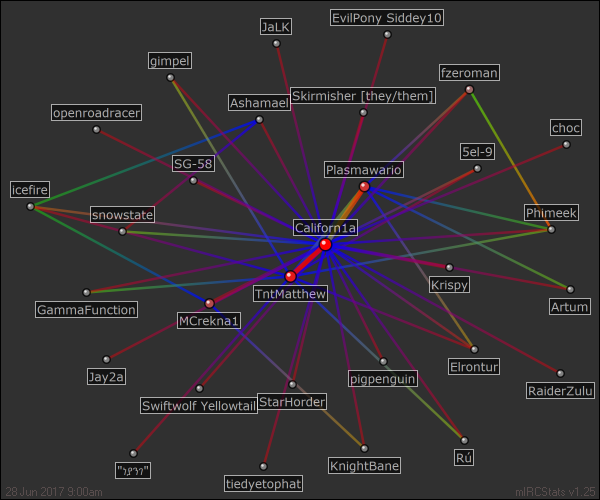 EvilPony Siddey10
JaLK
gimpel
fzeroman
Skirmisher [they/them]
Ashamael
openroadracer
choc
5el-9
SG-58
Plasmawario
icefire
snowstate
Phimeek
Californ1a
Krispy
TntMatthew
GammaFunction
Artum
MCrekna1
Elrontur
Jay2a
pigpenguin
RaiderZulu
Swiftwolf Yellowtail
StarHorder
Rú
KnightBane
tiedyetophat
28 Jun 2017 9:00am
mIRCStats v1.25